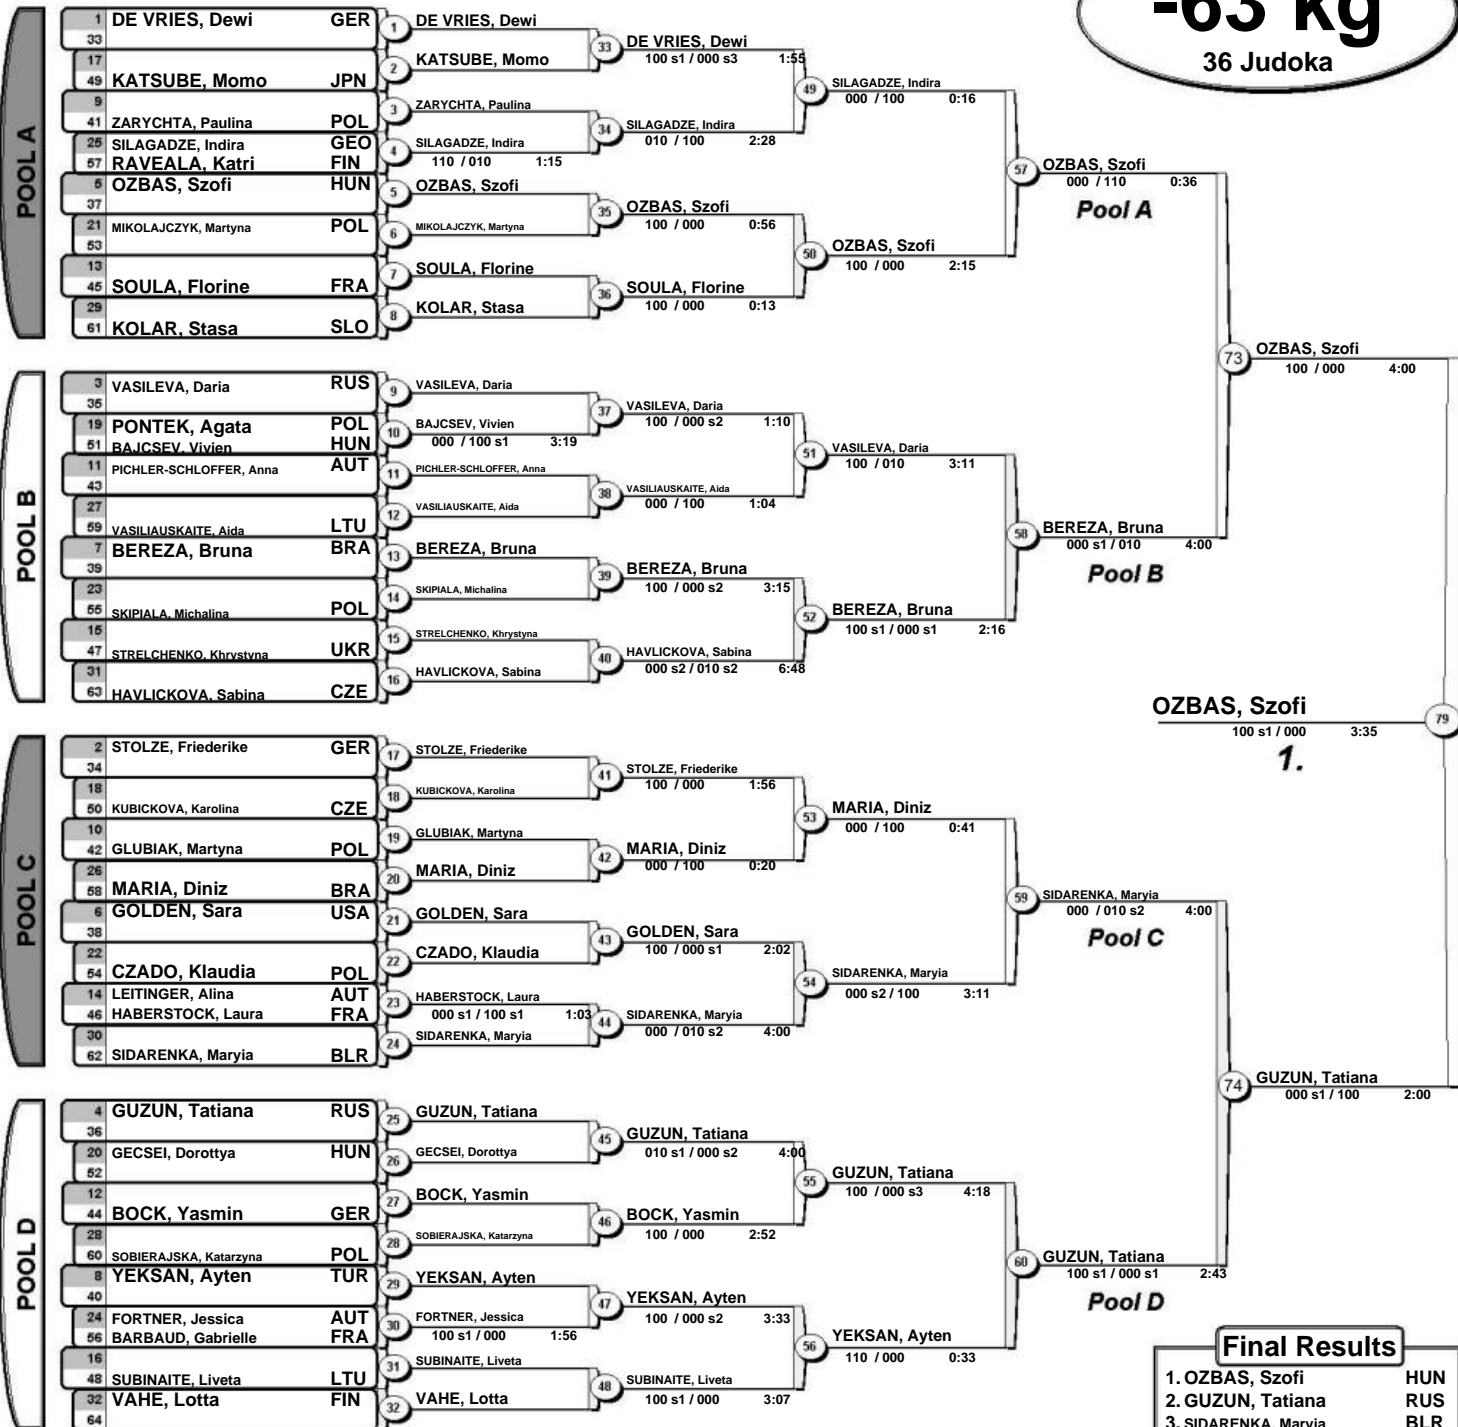 -63 kg
36 Judoka
POOL A
1 DE VRIES, Dewi GER
33
17
49 KATSUBE, Momo JPN
9
41 ZARYCHTA, Paulina POL
25 SILAGADZE, Indira GEO
57 RAVEALA, Katri FIN
5 OZBAS, Szofi HUN
37
21 MIKOLAJCZYK, Martyna POL
53
13
45 SOULA, Florine FRA
29
61 KOLAR, Stasa SLO
1 DE VRIES, Dewi
2 KATSUBE, Momo
3 ZARYCHTA, Paulina
4 SILAGADZE, Indira
110 / 010 1:15
5 OZBAS, Szofi
6 MIKOLAJCZYK, Martyna
7 SOULA, Florine
8 KOLAR, Stasa
33 DE VRIES, Dewi
100 s1 / 000 s3 1:55
34 SILAGADZE, Indira
010 / 100 2:28
35 OZBAS, Szofi
100 / 000 0:56
36 SOULA, Florine
100 / 000 0:13
49 SILAGADZE, Indira
000 / 100 0:16
50 OZBAS, Szofi
100 / 000 2:15
57 OZBAS, Szofi
000 / 110 0:36
Pool A
POOL B
3 VASILEVA, Daria RUS
35
19 PONTEK, Agata POL
51 BAJCSEV, Vivien HUN
11 PICHLER-SCHLOFFER, Anna AUT
43
27
59 VASILIAUSKAITE, Aida LTU
7 BEREZA, Bruna BRA
39
23
55 SKIPIALA, Michalina POL
15
47 STRELCHENKO, Khrystyna UKR
31
63 HAVLICKOVA, Sabina CZE
9 VASILEVA, Daria
10 BAJCSEV, Vivien
000 / 100 s1 3:19
11 PICHLER-SCHLOFFER, Anna
12 VASILIAUSKAITE, Aida
13 BEREZA, Bruna
14 SKIPIALA, Michalina
15 STRELCHENKO, Khrystyna
16 HAVLICKOVA, Sabina
37 VASILEVA, Daria
100 / 000 s2 1:10
38 VASILIAUSKAITE, Aida
000 / 100 1:04
39 BEREZA, Bruna
100 / 000 s2 3:15
40 HAVLICKOVA, Sabina
000 s2 / 010 s2 6:48
51 VASILEVA, Daria
100 / 010 3:11
52 BEREZA, Bruna
100 s1 / 000 s1 2:16
58 BEREZA, Bruna
000 s1 / 010 4:00
Pool B
73 OZBAS, Szofi
100 / 000 4:00
OZBAS, Szofi
79
100 s1 / 000 3:35
1.
POOL C
2 STOLZE, Friederike GER
34
18
50 KUBICKOVA, Karolina CZE
10
42 GLUBIAK, Martyna POL
26
58 MARIA, Diniz BRA
6 GOLDEN, Sara USA
38
22
54 CZADO, Klaudia POL
14 LEITINGER, Alina AUT
46 HABERSTOCK, Laura FRA
30
62 SIDARENKA, Maryia BLR
17 STOLZE, Friederike
18 KUBICKOVA, Karolina
19 GLUBIAK, Martyna
20 MARIA, Diniz
21 GOLDEN, Sara
22 CZADO, Klaudia
23 HABERSTOCK, Laura
000 s1 / 100 s1 1:03
24 SIDARENKA, Maryia
41 STOLZE, Friederike
100 / 000 1:56
42 MARIA, Diniz
000 / 100 0:20
43 GOLDEN, Sara
100 / 000 s1 2:02
44 SIDARENKA, Maryia
000 / 010 s2 4:00
53 MARIA, Diniz
000 / 100 0:41
54 SIDARENKA, Maryia
000 s2 / 100 3:11
59 SIDARENKA, Maryia
000 / 010 s2 4:00
Pool C
74 GUZUN, Tatiana
000 s1 / 100 2:00
POOL D
4 GUZUN, Tatiana RUS
36
20 GECSEI, Dorottya HUN
52
12
44 BOCK, Yasmin GER
28
60 SOBIERAJSKA, Katarzyna POL
8 YEKSAN, Ayten TUR
40
24 FORTNER, Jessica AUT
56 BARBAUD, Gabrielle FRA
16
48 SUBINAITE, Liveta LTU
32 VAHE, Lotta FIN
64
25 GUZUN, Tatiana
26 GECSEI, Dorottya
27 BOCK, Yasmin
28 SOBIERAJSKA, Katarzyna
29 YEKSAN, Ayten
30 FORTNER, Jessica
100 s1 / 000 1:56
31 SUBINAITE, Liveta
32 VAHE, Lotta
45 GUZUN, Tatiana
010 s1 / 000 s2 4:00
46 BOCK, Yasmin
100 / 000 2:52
47 YEKSAN, Ayten
100 / 000 s2 3:33
48 SUBINAITE, Liveta
100 s1 / 000 3:07
55 GUZUN, Tatiana
100 / 000 s3 4:18
56 YEKSAN, Ayten
110 / 000 0:33
60 GUZUN, Tatiana
100 s1 / 000 s1 2:43
Pool D
Final Results
1. OZBAS, Szofi HUN
2. GUZUN, Tatiana RUS
3. SIDARENKA, Maryia BLR